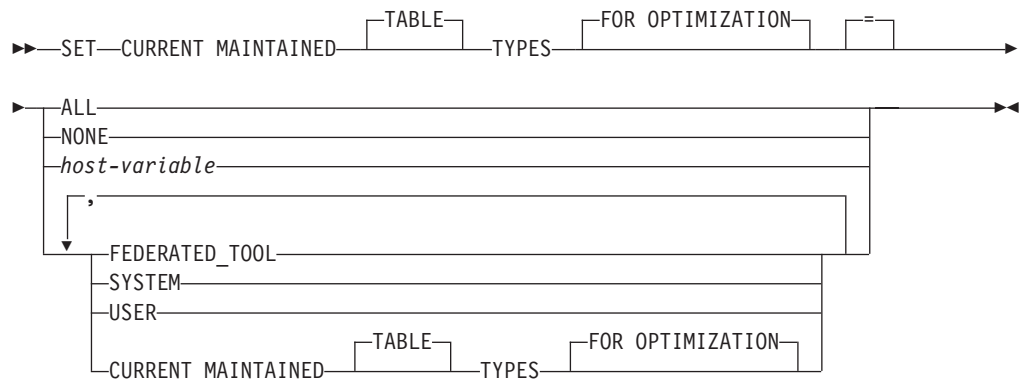 TABLE FOR OPTIMIZATION =
SET CURRENT MAINTAINED TYPES
ALL
NONE
host-variable
,
FEDERATED_TOOL
SYSTEM
USER
TABLE FOR OPTIMIZATION
CURRENT MAINTAINED TYPES